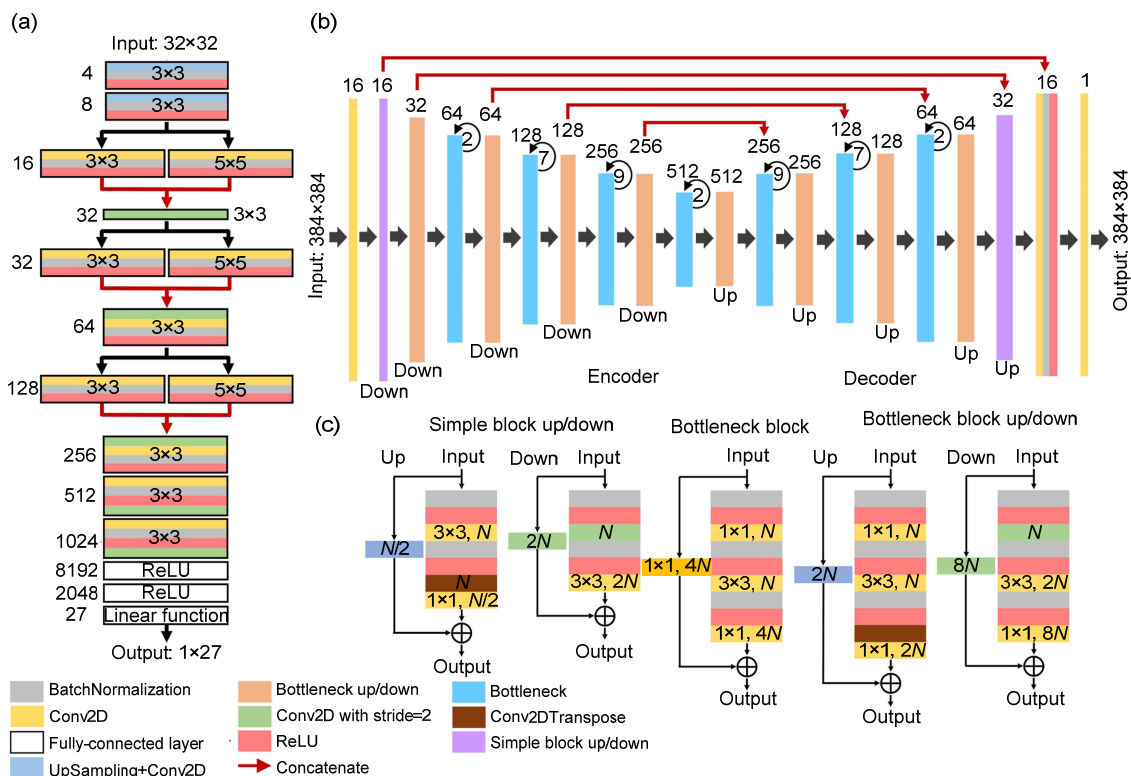 (a)
Input: 32×32
4 3×3
8 3×3
16 3×3 5×5
32 3×3
32 3×3 5×5
64 3×3
128 3×3 5×5
256 3×3
512 3×3
1024 3×3
8192 ReLU
2048 ReLU
27 Linear function
Output: 1×27
(b)
16 16 32 64 64 128 128 256 256 512 512 256 256 128 128 64 64 32 16 1
2 7 9 2 9 7 2
Input: 384×384
Output: 384×384
Down Down Down Down Down Up Up Up Up Up
Encoder Decoder
(c)
Simple block up/down
Bottleneck block
Bottleneck block up/down
Up Input Down Input Input Up Input Down Input
N/2
3×3, N
N
1×1, N/2
Output
2N
N
3×3, 2N
Output
1×1, 4N
1×1, N
3×3, N
1×1, 4N
Output
2N
1×1, N
3×3, N
1×1, 2N
Output
8N
N
3×3, 2N
1×1, 8N
Output
BatchNormalization
Conv2D
Fully-connected layer
UpSampling+Conv2D
Bottleneck up/down
Conv2D with stride=2
ReLU
Concatenate
Bottleneck
Conv2DTranspose
Simple block up/down